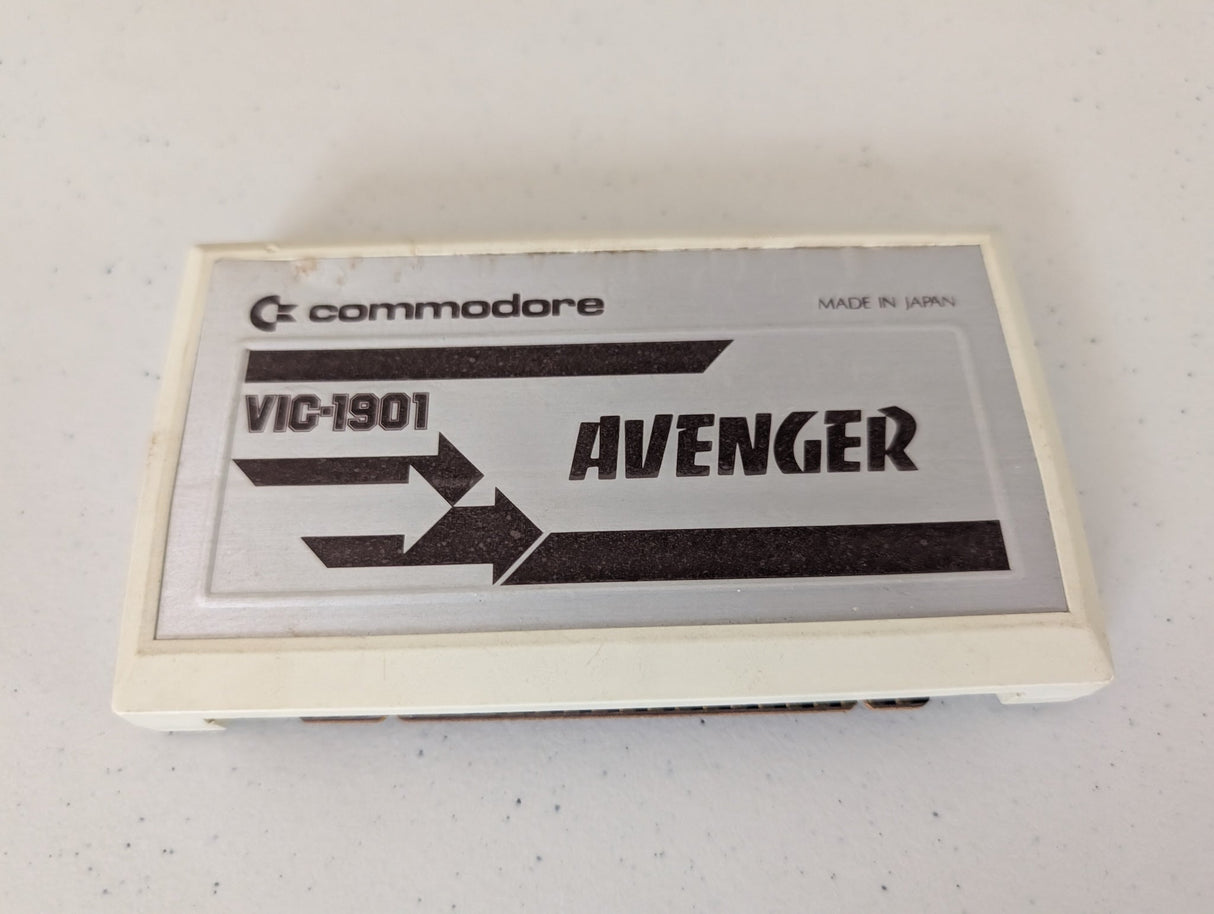 commodore
MADE IN JAPAN
VIC-1901
AVENGER